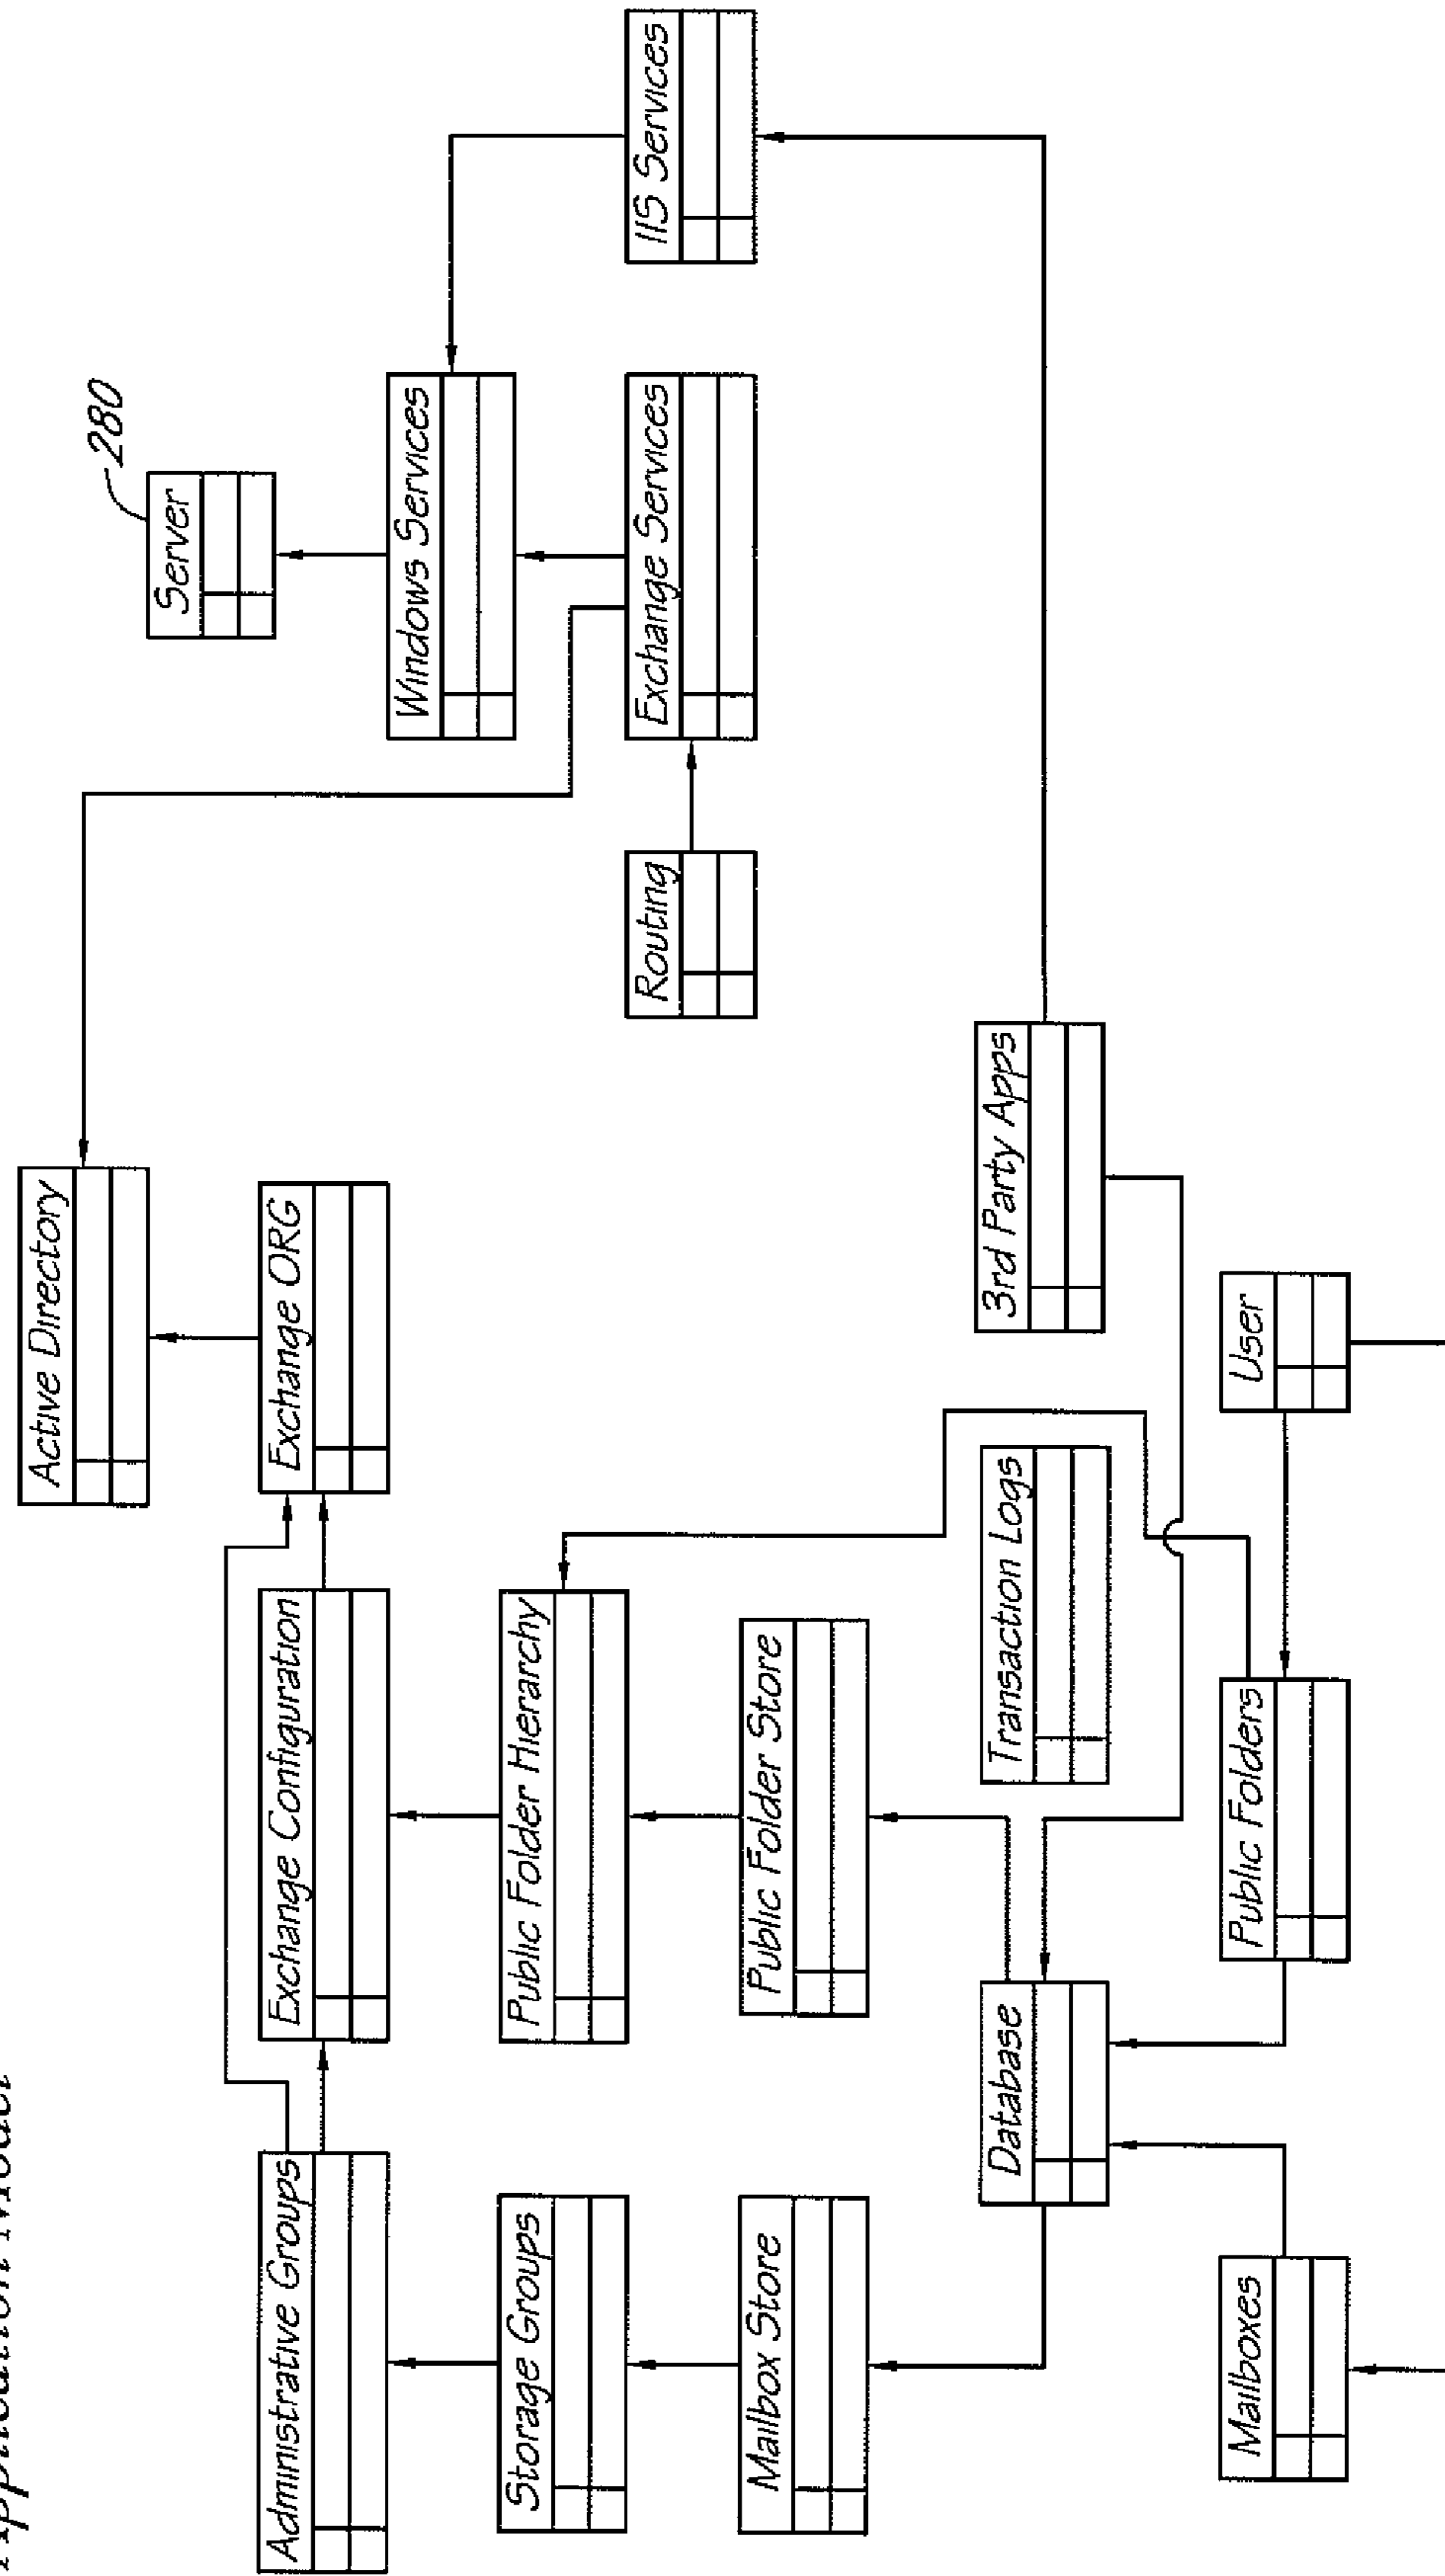 Application Model
Active Directory
Server
280
Administrative Groups
Exchange Configuration
Exchange ORG
Windows Services
Storage Groups
Public Folder Hierarchy
Routing
Exchange Services
IIS Services
Mailbox Store
Public Folder Store
Database
Transaction Logs
3rd Party Apps
Mailboxes
Public Folders
User